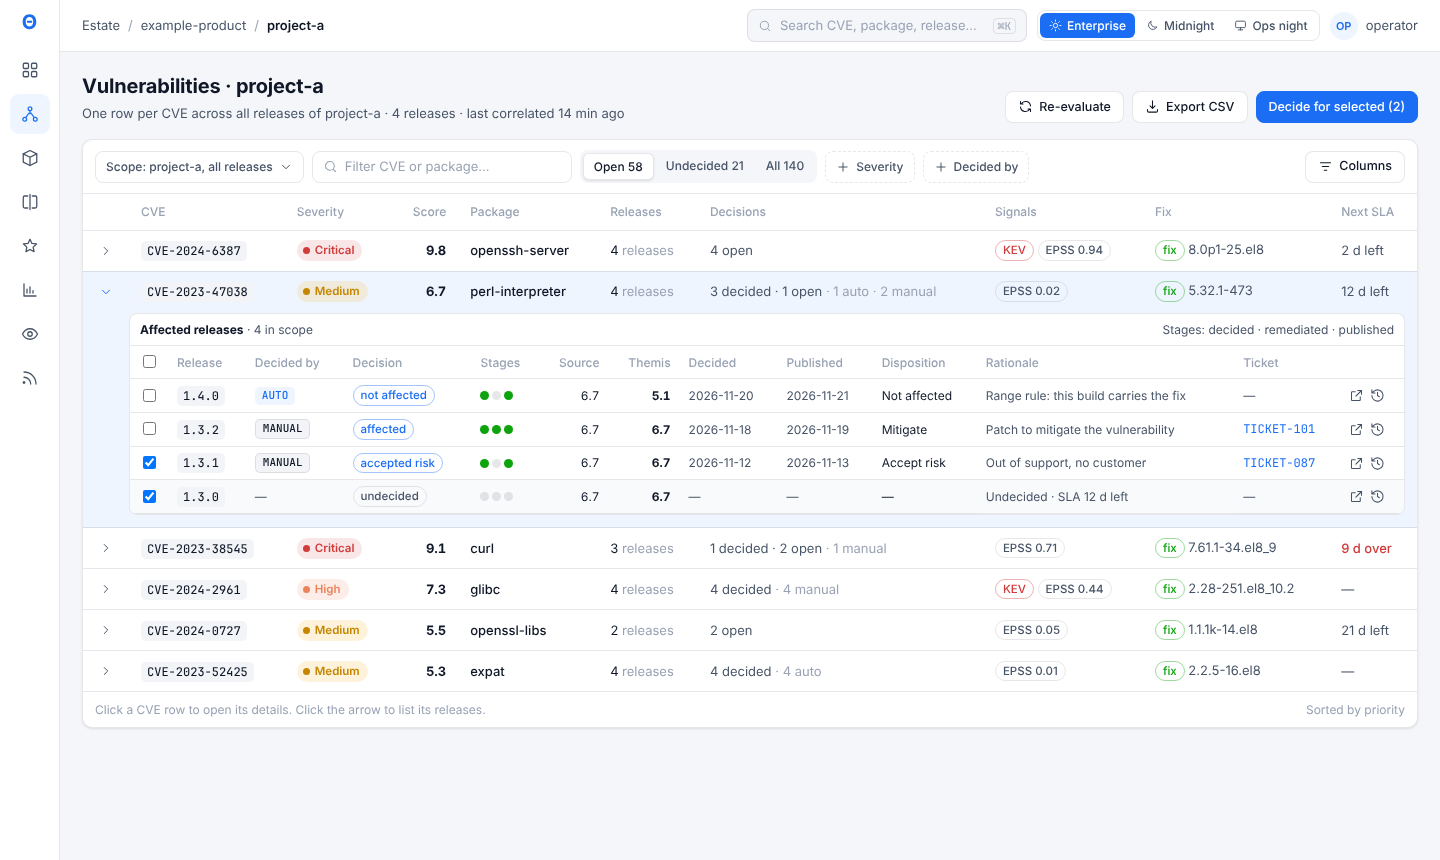 Estate / example-product / project-a
Search CVE, package, release... ⌘K
Enterprise Midnight Ops night
OP operator
Vulnerabilities · project-a
One row per CVE across all releases of project-a · 4 releases · last correlated 14 min ago
Re-evaluate Export CSV Decide for selected (2)
Scope: project-a, all releases Filter CVE or package... Open 58 Undecided 21 All 140 + Severity + Decided by Columns
CVE Severity Score Package Releases Decisions Signals Fix Next SLA
CVE-2024-6387 Critical 9.8 openssh-server 4 releases 4 open KEV EPSS 0.94 fix 8.0p1-25.el8 2 d left
CVE-2023-47038 Medium 6.7 perl-interpreter 4 releases 3 decided · 1 open · 1 auto · 2 manual EPSS 0.02 fix 5.32.1-473 12 d left
Affected releases · 4 in scope Stages: decided · remediated · published
Release Decided by Decision Stages Source Themis Decided Published Disposition Rationale Ticket
1.4.0 AUTO not affected 6.7 5.1 2026-11-20 2026-11-21 Not affected Range rule: this build carries the fix —
1.3.2 MANUAL affected 6.7 6.7 2026-11-18 2026-11-19 Mitigate Patch to mitigate the vulnerability TICKET-101
1.3.1 MANUAL accepted risk 6.7 6.7 2026-11-12 2026-11-13 Accept risk Out of support, no customer TICKET-087
1.3.0 — undecided 6.7 6.7 — — — Undecided · SLA 12 d left —
CVE-2023-38545 Critical 9.1 curl 3 releases 1 decided · 2 open · 1 manual EPSS 0.71 fix 7.61.1-34.el8_9 9 d over
CVE-2024-2961 High 7.3 glibc 4 releases 4 decided · 4 manual KEV EPSS 0.44 fix 2.28-251.el8_10.2 —
CVE-2024-0727 Medium 5.5 openssl-libs 2 releases 2 open EPSS 0.05 fix 1.1.1k-14.el8 21 d left
CVE-2023-52425 Medium 5.3 expat 4 releases 4 decided · 4 auto EPSS 0.01 fix 2.2.5-16.el8 —
Click a CVE row to open its details. Click the arrow to list its releases. Sorted by priority